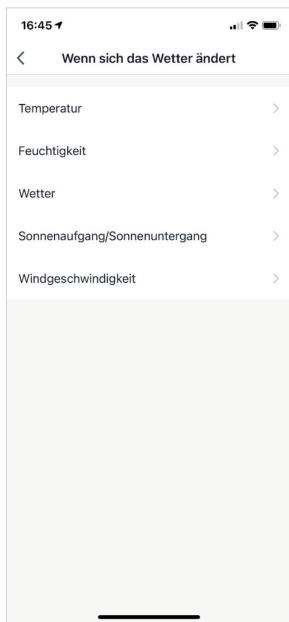 16:45
Wenn sich das Wetter ändert
Temperatur
Feuchtigkeit
Wetter
Sonnenaufgang/Sonnenuntergang
Windgeschwindigkeit